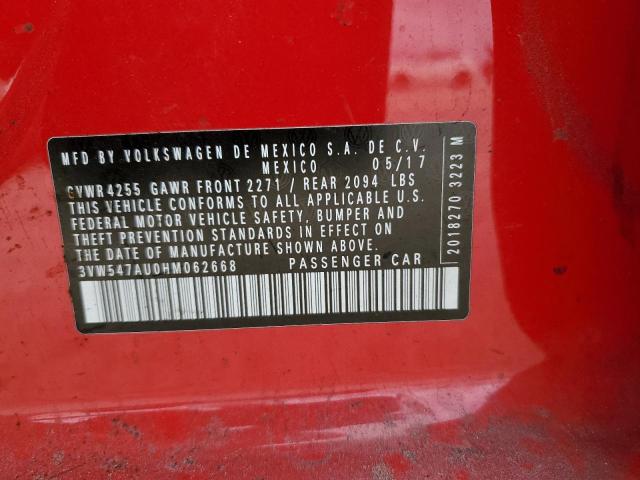 MFD BY VOLKSWAGEN DE MEXICO S.A. DE C.V.
MEXICO 05/17
GVWR4255 GAWR FRONT 2271 / REAR 2094 LBS
THIS VEHICLE CONFORMS TO ALL APPLICABLE U.S.
FEDERAL MOTOR VEHICLE SAFETY, BUMPER AND
THEFT PREVENTION STANDARDS IN EFFECT ON
THE DATE OF MANUFACTURE SHOWN ABOVE.
3VW547AU0HM062668 PASSENGER CAR
2018270 3223 M